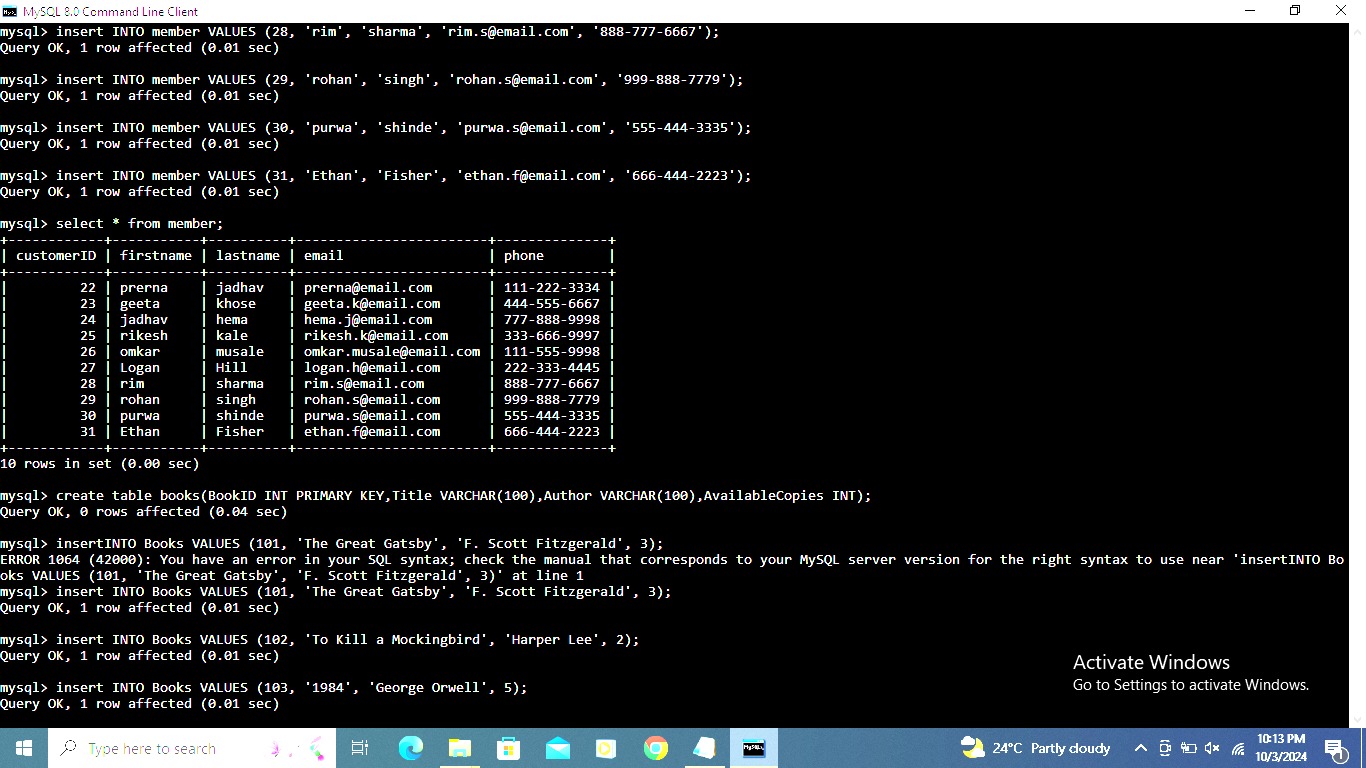 MySQL 8.0 Command Line Client
mysql> insert INTO member VALUES (28, 'rim', 'sharma', 'rim.s@email.com', '888-777-6667');
Query OK, 1 row affected (0.01 sec)
mysql> insert INTO member VALUES (29, 'rohan', 'singh', 'rohan.s@email.com', '999-888-7779');
Query OK, 1 row affected (0.01 sec)
mysql> insert INTO member VALUES (30, 'purwa', 'shinde', 'purwa.s@email.com', '555-444-3335');
Query OK, 1 row affected (0.01 sec)
mysql> insert INTO member VALUES (31, 'Ethan', 'Fisher', 'ethan.f@email.com', '666-444-2223');
Query OK, 1 row affected (0.01 sec)
mysql> select * from member;
+------------+-----------+----------+------------------------+--------------+
| customerID | firstname | lastname | email | phone |
+------------+-----------+----------+------------------------+--------------+
| 22 | prerna | jadhav | prerna@email.com | 111-222-3334 |
| 23 | geeta | khose | geeta.k@email.com | 444-555-6667 |
| 24 | jadhav | hema | hema.j@email.com | 777-888-9998 |
| 25 | rikesh | kale | rikesh.k@email.com | 333-666-9997 |
| 26 | omkar | musale | omkar.musale@email.com | 111-555-9998 |
| 27 | Logan | Hill | logan.h@email.com | 222-333-4445 |
| 28 | rim | sharma | rim.s@email.com | 888-777-6667 |
| 29 | rohan | singh | rohan.s@email.com | 999-888-7779 |
| 30 | purwa | shinde | purwa.s@email.com | 555-444-3335 |
| 31 | Ethan | Fisher | ethan.f@email.com | 666-444-2223 |
+------------+-----------+----------+------------------------+--------------+
10 rows in set (0.00 sec)
mysql> create table books(BookID INT PRIMARY KEY,Title VARCHAR(100),Author VARCHAR(100),AvailableCopies INT);
Query OK, 0 rows affected (0.04 sec)
mysql> insertINTO Books VALUES (101, 'The Great Gatsby', 'F. Scott Fitzgerald', 3);
ERROR 1064 (42000): You have an error in your SQL syntax; check the manual that corresponds to your MySQL server version for the right syntax to use near 'insertINTO Bo
oks VALUES (101, 'The Great Gatsby', 'F. Scott Fitzgerald', 3)' at line 1
mysql> insert INTO Books VALUES (101, 'The Great Gatsby', 'F. Scott Fitzgerald', 3);
Query OK, 1 row affected (0.01 sec)
mysql> insert INTO Books VALUES (102, 'To Kill a Mockingbird', 'Harper Lee', 2);
Query OK, 1 row affected (0.01 sec)
mysql> insert INTO Books VALUES (103, '1984', 'George Orwell', 5);
Query OK, 1 row affected (0.01 sec)
Activate Windows
Go to Settings to activate Windows.
Type here to search
24°C Partly cloudy
10:13 PM
10/3/2024
1